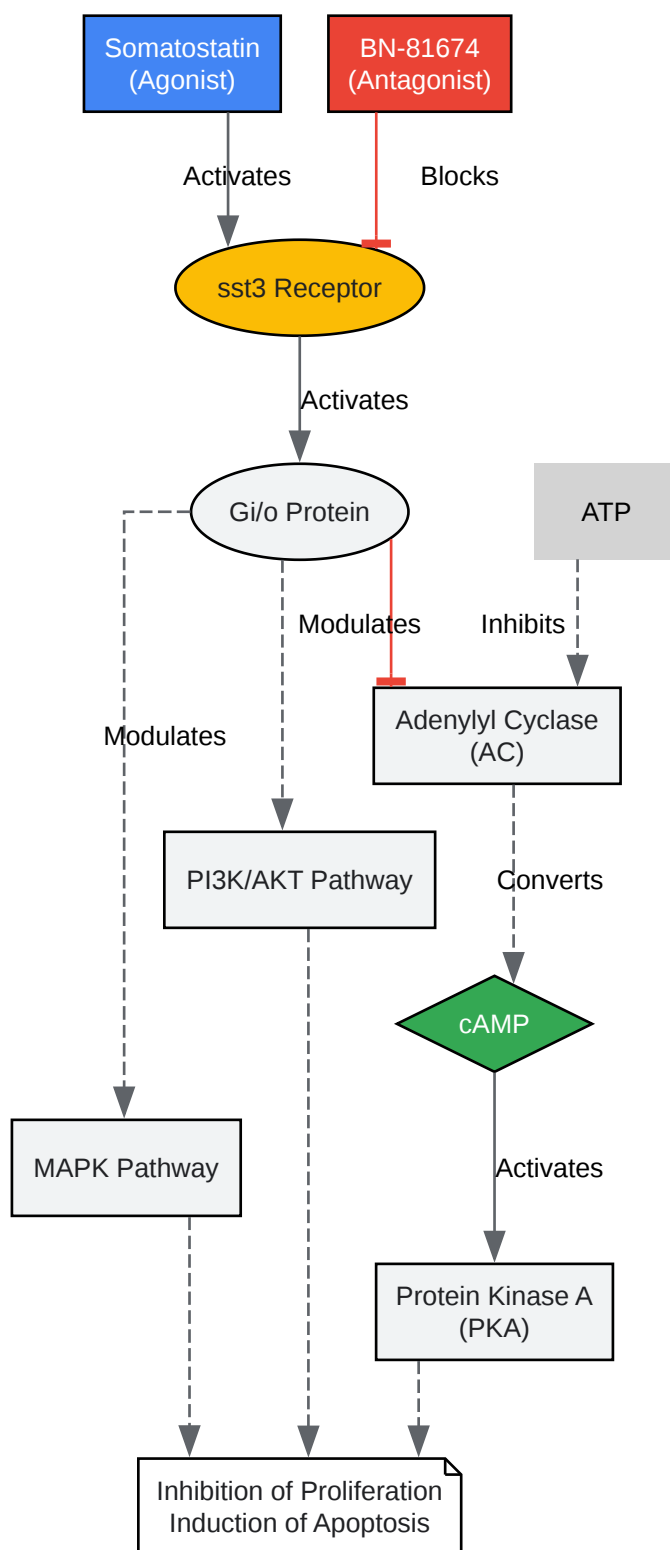 Somatostatin
(Agonist)
BN-81674
(Antagonist)
Activates
Blocks
sst3 Receptor
Activates
Gi/o Protein
ATP
Modulates
Inhibits
Adenylyl Cyclase
(AC)
Modulates
PI3K/AKT Pathway
Converts
cAMP
MAPK Pathway
Activates
Protein Kinase A
(PKA)
Inhibition of Proliferation
Induction of Apoptosis